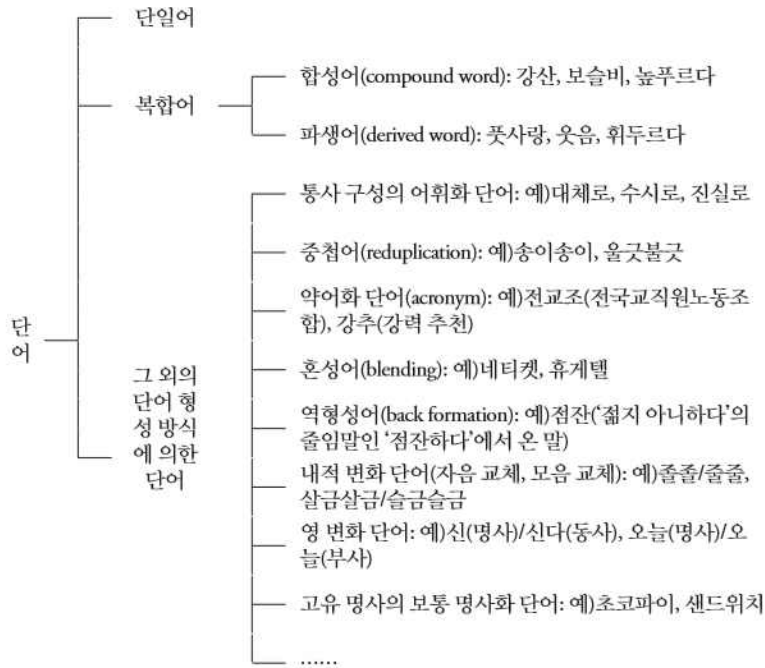 단일어
복합어
합성어(compound word): 강산, 보슬비, 높푸르다
파생어(derived word): 풋사랑, 웃음, 휘두르다
단
어
그 외의
단어 형
성 방식
에 의한
단어
통사 구성의 어휘화 단어: 예)대체로, 수시로, 진실로
중첩어(reduplication): 예)송이송이, 울긋불긋
약어화 단어(acronym): 예)전교조(전국교직원노동조
합), 강추(강력 추천)
혼성어(blending): 예)네티켓, 휴게텔
역형성어(back formation): 예)점잔(‘젊지 아니하다’의
줄임말인 ‘점잔하다’에서 온 말)
내적 변화 단어(자음 교체, 모음 교체): 예)졸졸/줄줄,
살금살금/슬금슬금
영 변화 단어: 예)신(명사)/신다(동사), 오늘(명사)/오
늘(부사)
고유 명사의 보통 명사화 단어: 예)초코파이, 샌드위치
……